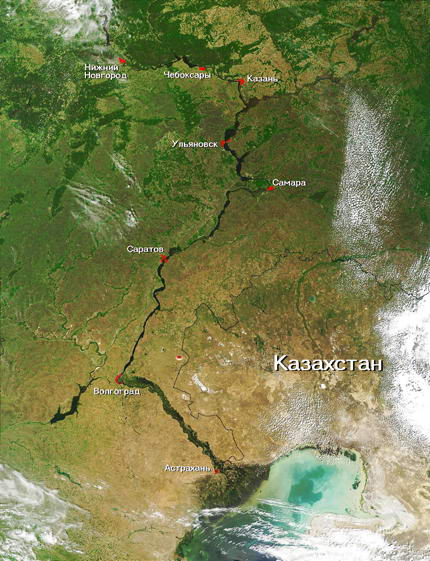 Нижний
Новгород
Чебоксары
Казань
Ульяновск
Самара
Саратов
Казахстан
Волгоград
Астрахань